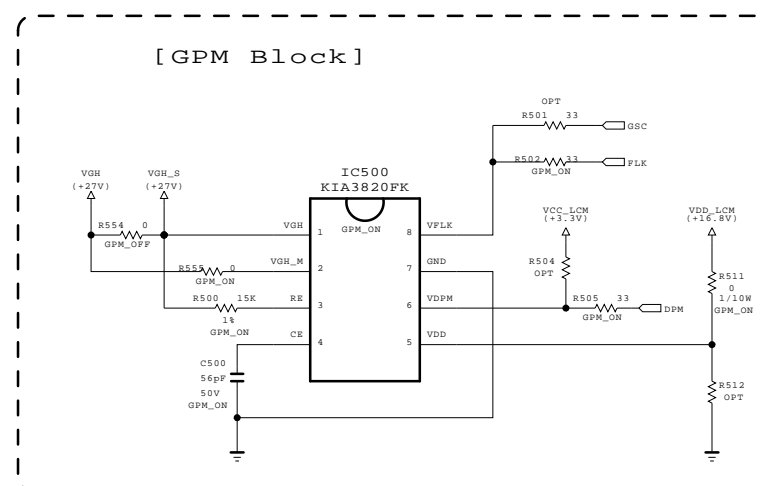 [GPM Block]
OPT
R501 33
GSC
R502 33
FLK
GPM_ON
VGH
(+27V)
VGH_S
(+27V)
IC500
KIA3820FK
R554 0
GPM_OFF
VGH
1
GPM_ON
8
VFLK
VCC_LCM
(+3.3V)
VDD_LCM
(+16.8V)
R555 0
GPM_ON
VGH_M
2
7
GND
R504
OPT
R511
0
1/10W
GPM_ON
R500 15K
1%
GPM_ON
RE
3
6
VDPM
R505 33
GPM_ON
DPM
CE
4
5
VDD
C500
56pF
50V
GPM_ON
R512
OPT